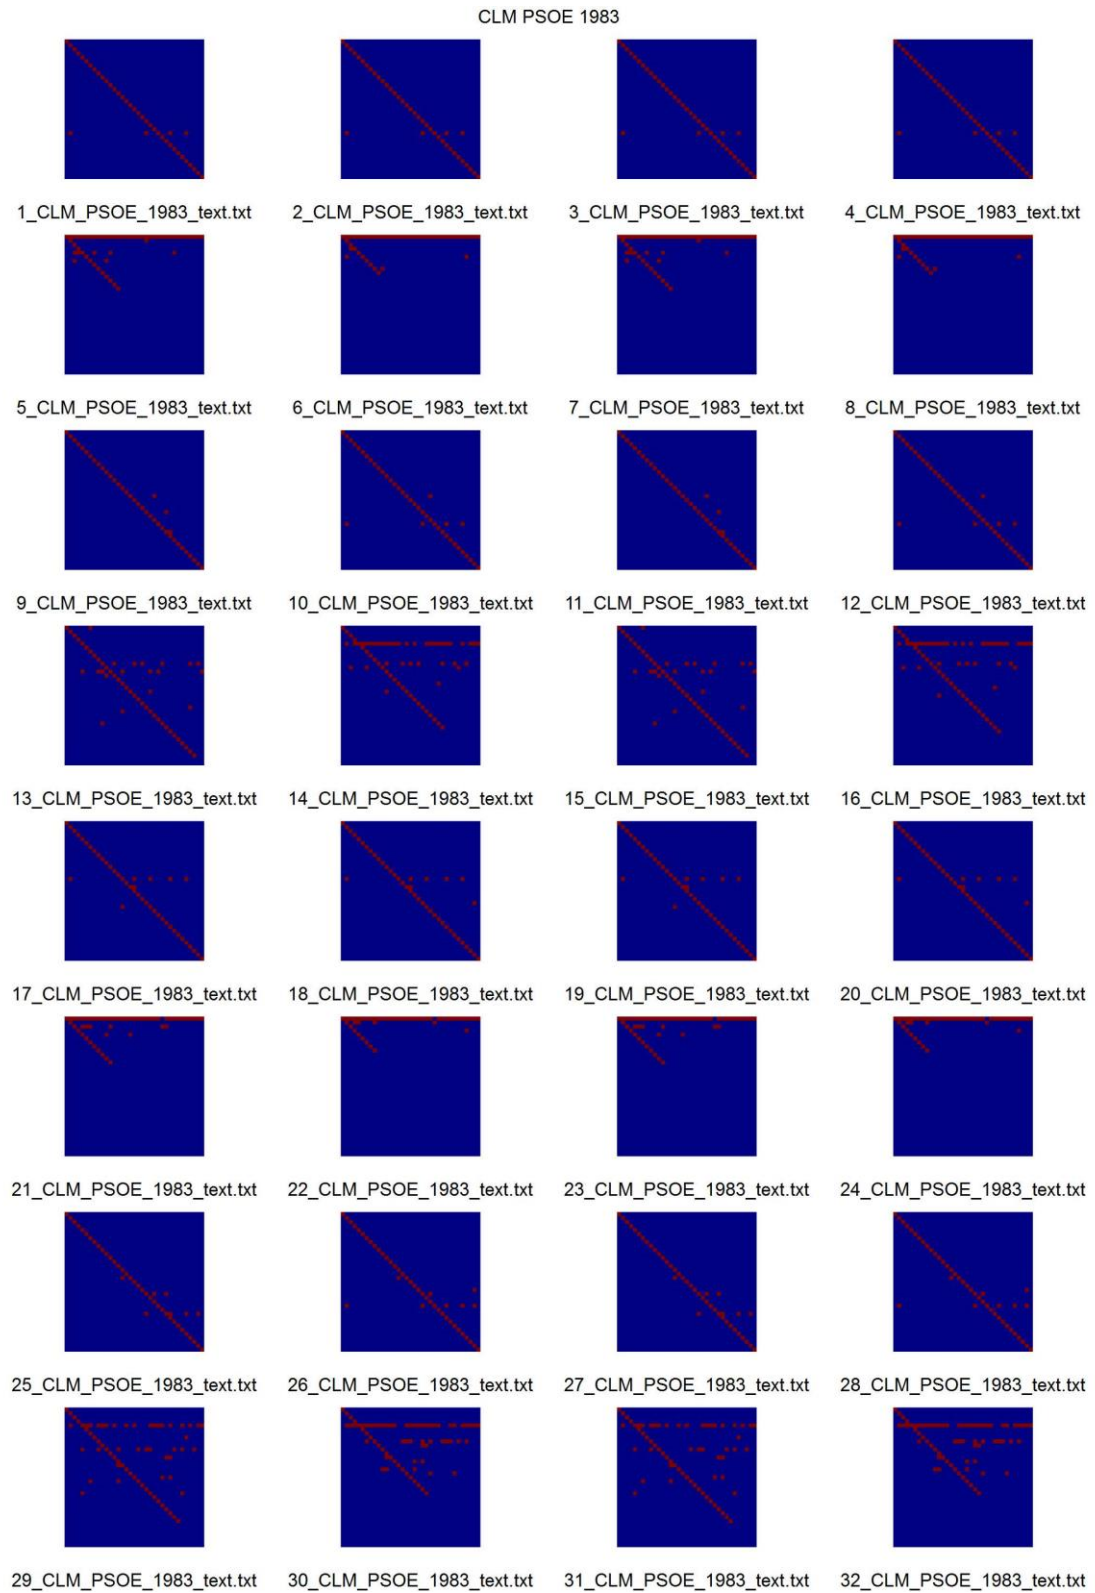 CLM PSOE 1983
1_CLM_PSOE_1983_text.txt
2_CLM_PSOE_1983_text.txt
3_CLM_PSOE_1983_text.txt
4_CLM_PSOE_1983_text.txt
5_CLM_PSOE_1983_text.txt
6_CLM_PSOE_1983_text.txt
7_CLM_PSOE_1983_text.txt
8_CLM_PSOE_1983_text.txt
9_CLM_PSOE_1983_text.txt
10_CLM_PSOE_1983_text.txt
11_CLM_PSOE_1983_text.txt
12_CLM_PSOE_1983_text.txt
13_CLM_PSOE_1983_text.txt
14_CLM_PSOE_1983_text.txt
15_CLM_PSOE_1983_text.txt
16_CLM_PSOE_1983_text.txt
17_CLM_PSOE_1983_text.txt
18_CLM_PSOE_1983_text.txt
19_CLM_PSOE_1983_text.txt
20_CLM_PSOE_1983_text.txt
21_CLM_PSOE_1983_text.txt
22_CLM_PSOE_1983_text.txt
23_CLM_PSOE_1983_text.txt
24_CLM_PSOE_1983_text.txt
25_CLM_PSOE_1983_text.txt
26_CLM_PSOE_1983_text.txt
27_CLM_PSOE_1983_text.txt
28_CLM_PSOE_1983_text.txt
29_CLM_PSOE_1983_text.txt
30_CLM_PSOE_1983_text.txt
31_CLM_PSOE_1983_text.txt
32_CLM_PSOE_1983_text.txt